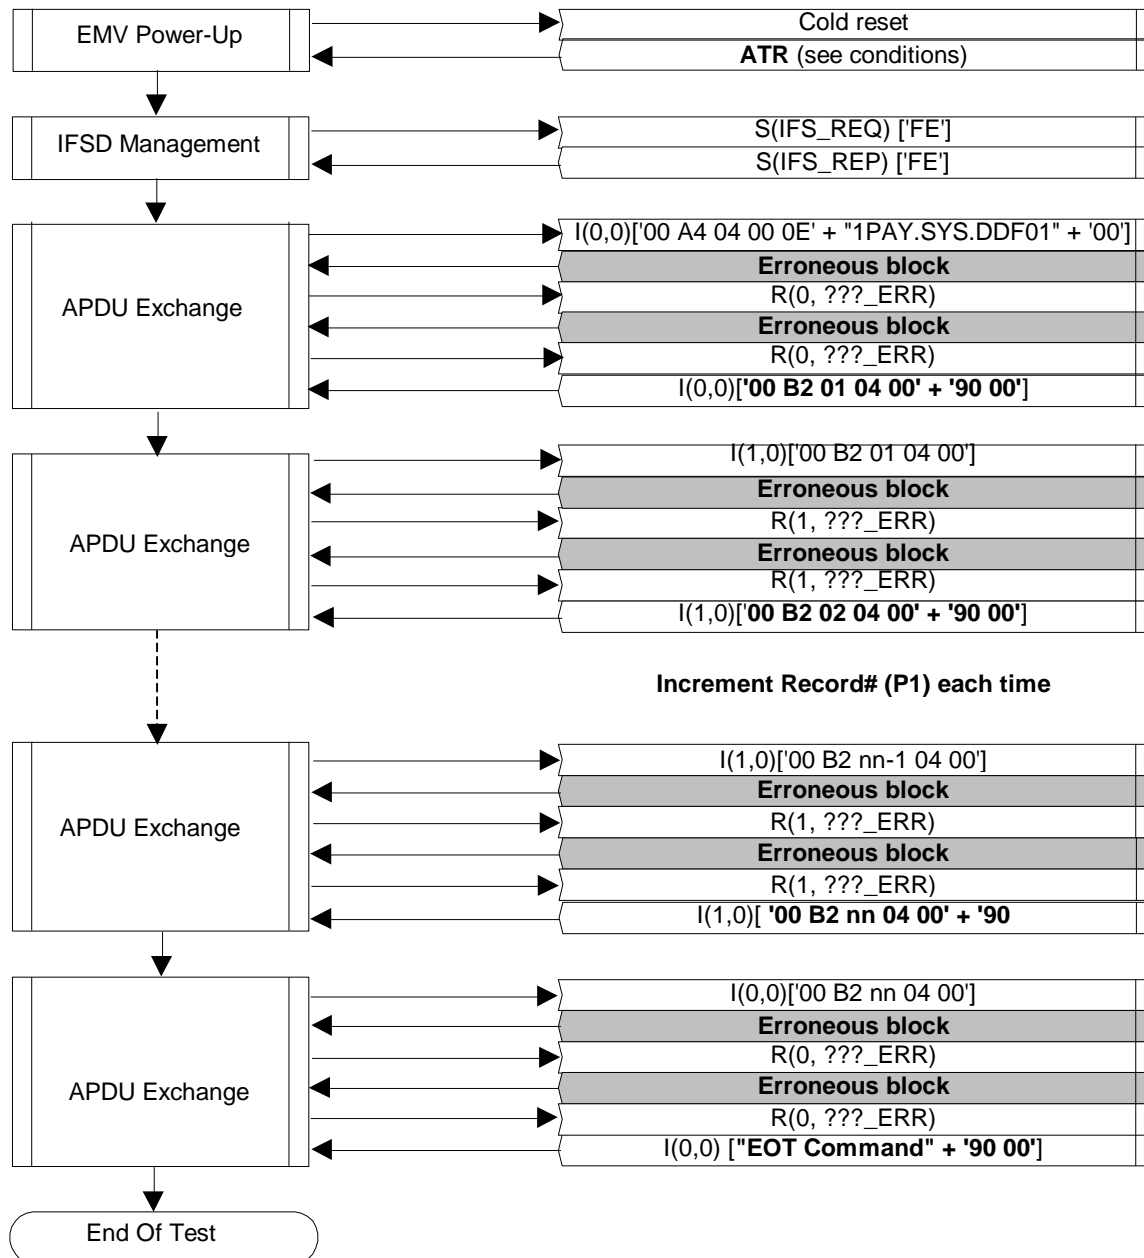 EMV Power-Up
Cold reset
ATR (see conditions)
IFSD Management
S(IFS_REQ) ['FE']
S(IFS_REP) ['FE']
APDU Exchange
I(0,0)['00 A4 04 00 0E' + "1PAY.SYS.DDF01" + '00']
Erroneous block
R(0, ???_ERR)
Erroneous block
R(0, ???_ERR)
I(0,0)['00 B2 01 04 00' + '90 00']
APDU Exchange
I(1,0)['00 B2 01 04 00']
Erroneous block
R(1, ???_ERR)
Erroneous block
R(1, ???_ERR)
I(1,0)['00 B2 02 04 00' + '90 00']
Increment Record# (P1) each time
APDU Exchange
I(1,0)['00 B2 nn-1 04 00']
Erroneous block
R(1, ???_ERR)
Erroneous block
R(1, ???_ERR)
I(1,0)[ '00 B2 nn 04 00' + '90
APDU Exchange
I(0,0)['00 B2 nn 04 00']
Erroneous block
R(0, ???_ERR)
Erroneous block
R(0, ???_ERR)
I(0,0) ["EOT Command" + '90 00']
End Of Test